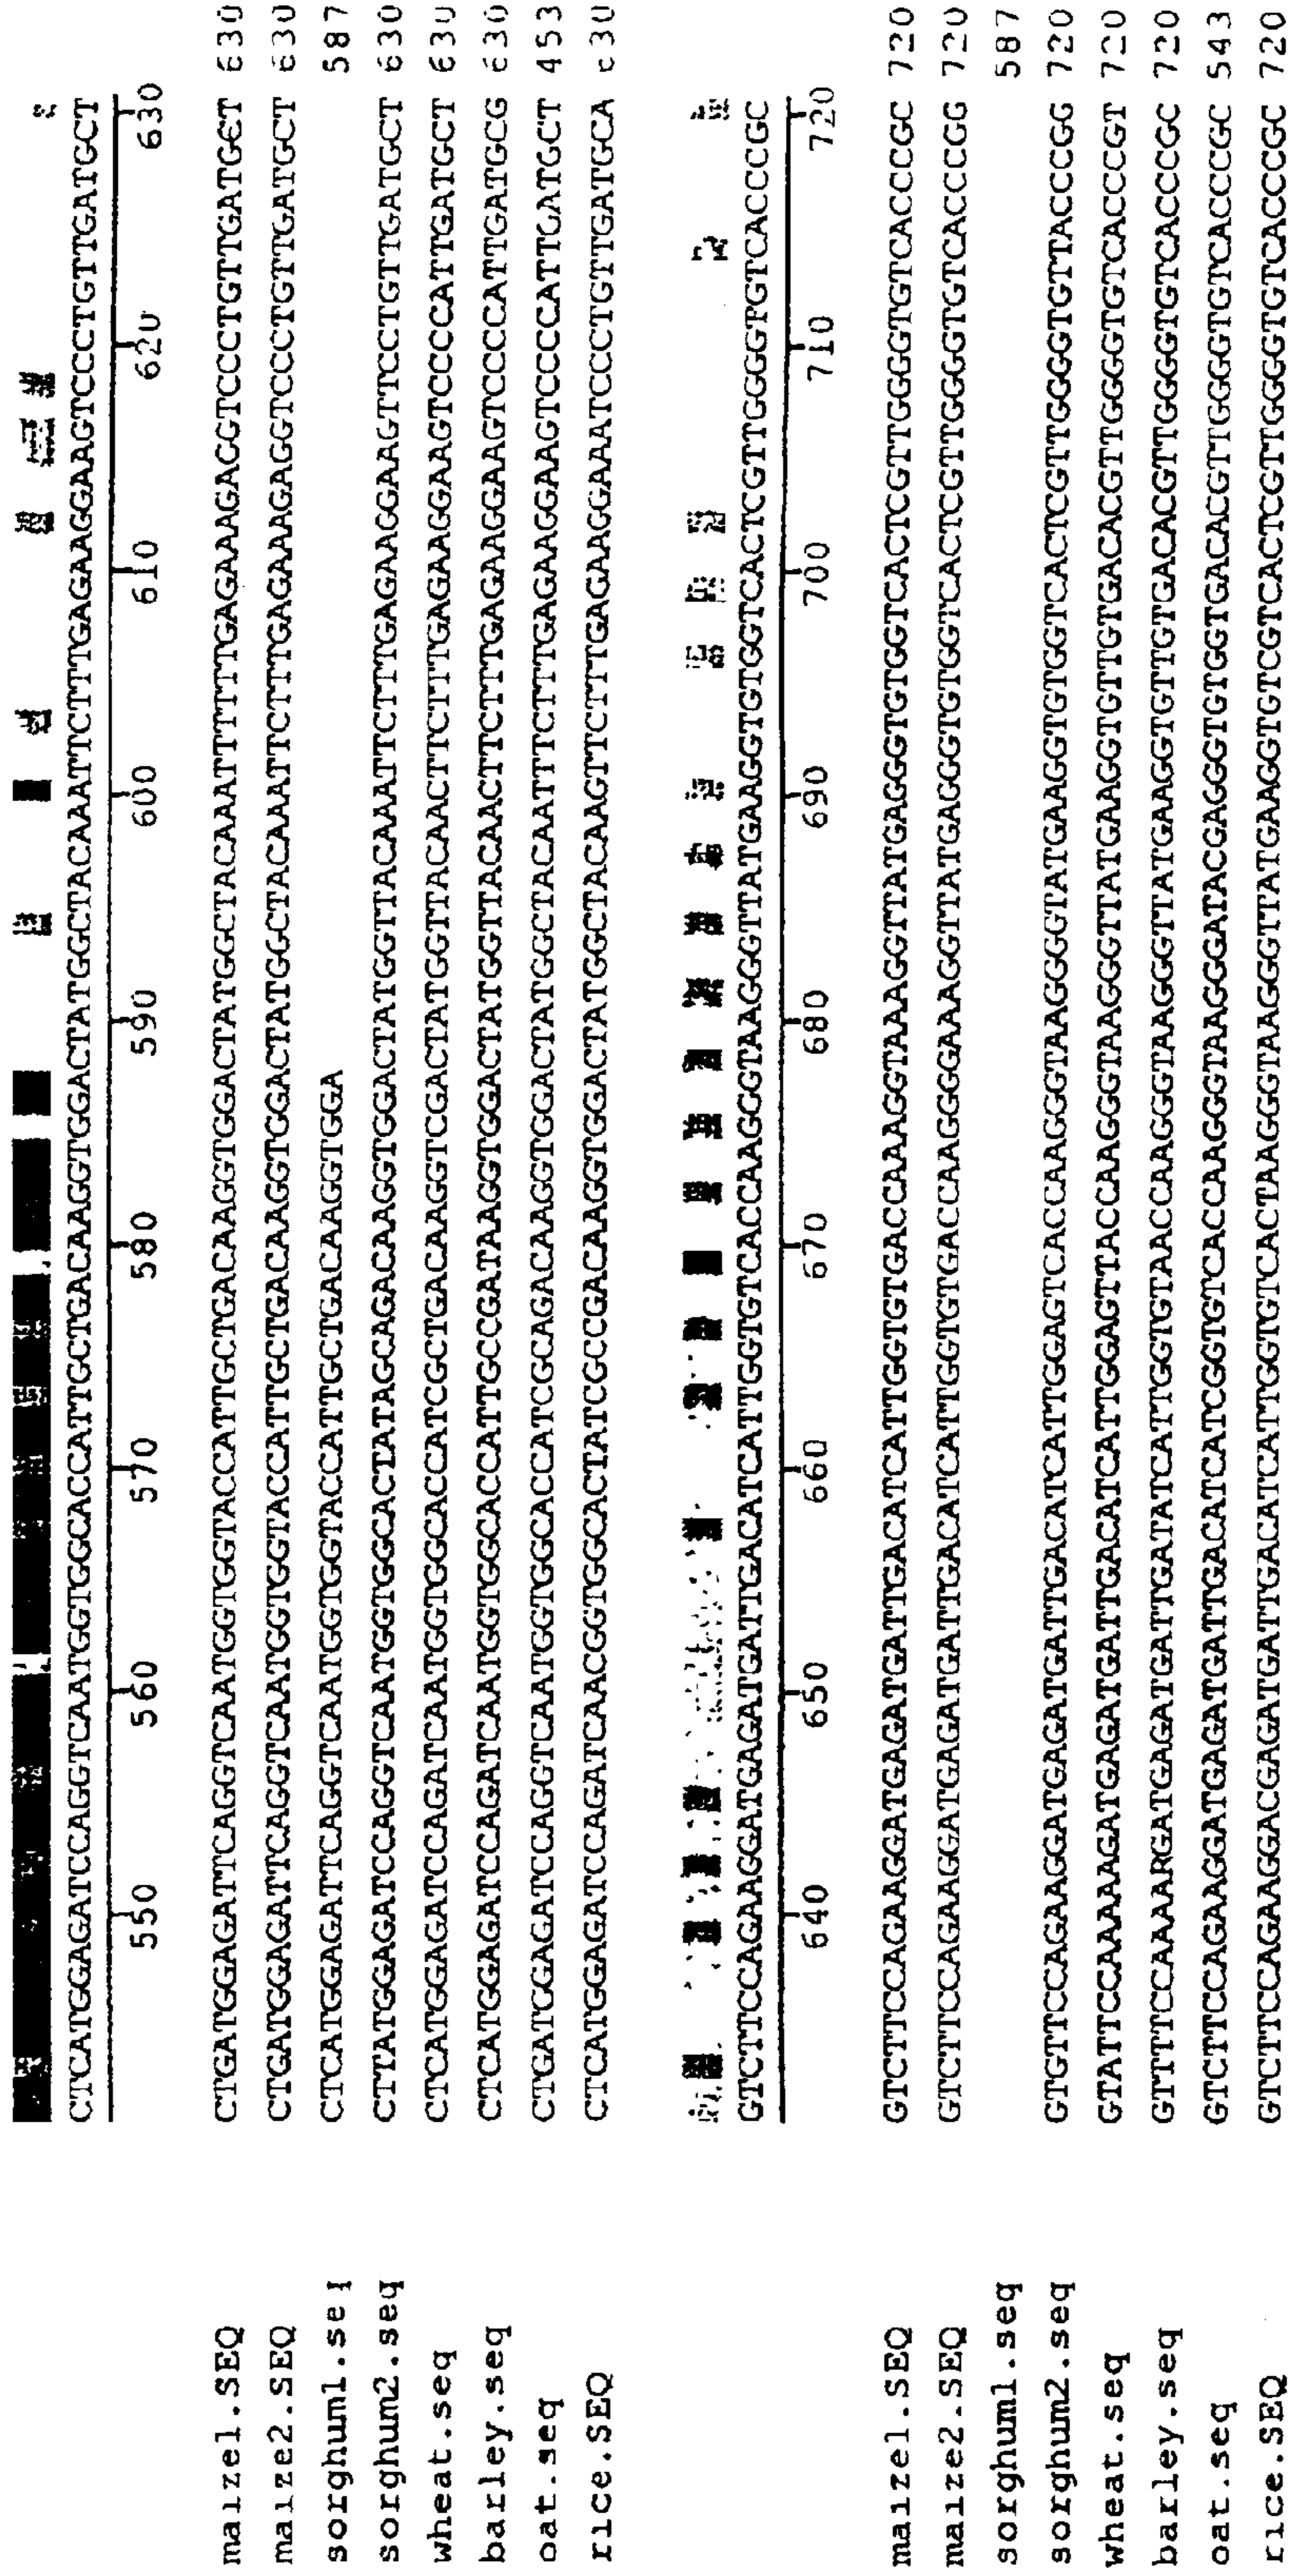 CTCATGGAGATCCAGGTCAATGGTGGCACCATTGCTGACAAGGTGGACTATGGCTACAAATTCTTTGAGAAGGAAGTCCCTGTTGATGCT
550 560 570 580 590 600 610 620 630
maize1.SEQ CTGATGGAGATTCAGGTCAATGGTGGTACCATTGCTGACAAGGTGGACTATGGCTACAAATTTTTTGAGAAAGAGGTCCCTGTTGATGCT 630
maize2.SEQ CTGATGGAGATTCAGGTCAATGGTGGTACCATTGCTGACAAGGTGGACTATGGCTACAAATTCTTTGAGAAAGAGGTCCCTGTTGATGCT 630
sorghum1.seq CTCATGGAGATTCAGGTCAATGGTGGTACCATTGCTGACAAGGTGGA 587
sorghum2.seq CTTATGGAGATCCAGGTCAATGGTGGCACTATAGCAGACAAGGTGGACTATGGTTACAAATTCTTTGAGAAGGAAGTTCCTGTTGATGCT 630
wheat.seq CTCATGGAGATCCAGATCAATGGTGGCACCATCGCTGACAAGGTCGACTATGGTTACAACTTCTTTGAGAAGGAAGTCCCCATTGATGCT 630
barley.seq CTCATGGAGATCCAGATCAATGGTGGCACCATTGCCGATAAGGTGGACTATGGTTACAACTTCTTTGAGAAGGAAGTCCCCATTGATGCG 630
oat.seq CTGATGGAGATCCAGGTCAATGGTGGCACCATCGCAGACAAGGTGGACTATGGCTACAATTTCTTTGAGAAGGAAGTCCCCATTGATGCT 453
rice.SEQ CTCATGGAGATCCAGATCAACGGTGGCACTATCGCCGACAAGGTGGACTATGGCTACAAGTTCTTTGAGAAGGAAATCCCTGTTGATGCA 630
GTCTTCCAGAAGGATGAGATGATTGACATCATTGGTGTCACCAAGGGTAAGGGTTATGAAGGTGTGGTCACTCGTTGGGGTGTCACCCGC
640 650 660 670 680 690 700 710 720
maize1.SEQ GTCTTCCAGAAGGATGAGATGATTGACATCATTGGTGTGACCAAAGGTAAAGGTTATGAGGGTGTGGTCACTCGTTGGGGTGTCACCCGC 720
maize2.SEQ GTCTTCCAGAAGGATGAGATGATTGACATCATTGGTGTGACCAAGGGGAAAGGTTATGAGGGTGTGGTCACTCGTTGGGGTGTCACCCGG 720
sorghum1.seq 587
sorghum2.seq GTGTTCCAGAAGGATGAGATGATTGACATCATTGGAGTCACCAAGGGTAAGGGGTATGAAGGTGTGGTCACTCGTTGGGGTGTTACCCGG 720
wheat.seq GTATTCCAAAAAGATGAGATGATTGACATCATTGGAGTTACCAAGGGTAAGGGTTATGAAGGTGTTGTGACACGTTGGGGTGTCACCCGT 720
barley.seq GTTTTCCAAAARGATGAGATGATTGATATCATTGGTGTAACCAAGGGTAAGGGTTATGAAGGTGTTGTGACACGTTGGGGTGTCACCCGC 720
oat.seq GTCTTCCAGAAGGATGAGATGATTGACATCATCGGTGTCACCAAGGGTAAGGGATACGAGGGTGTGGTGACACGTTGGGGTGTCACCCGC 543
rice.SEQ GTCTTCCAGAAGGACGAGATGATTGACATCATTGGTGTCACTAAGGGTAAGGGTTATGAAGGTGTCGTCACTCGTTGGGGTGTCACCCGC 720